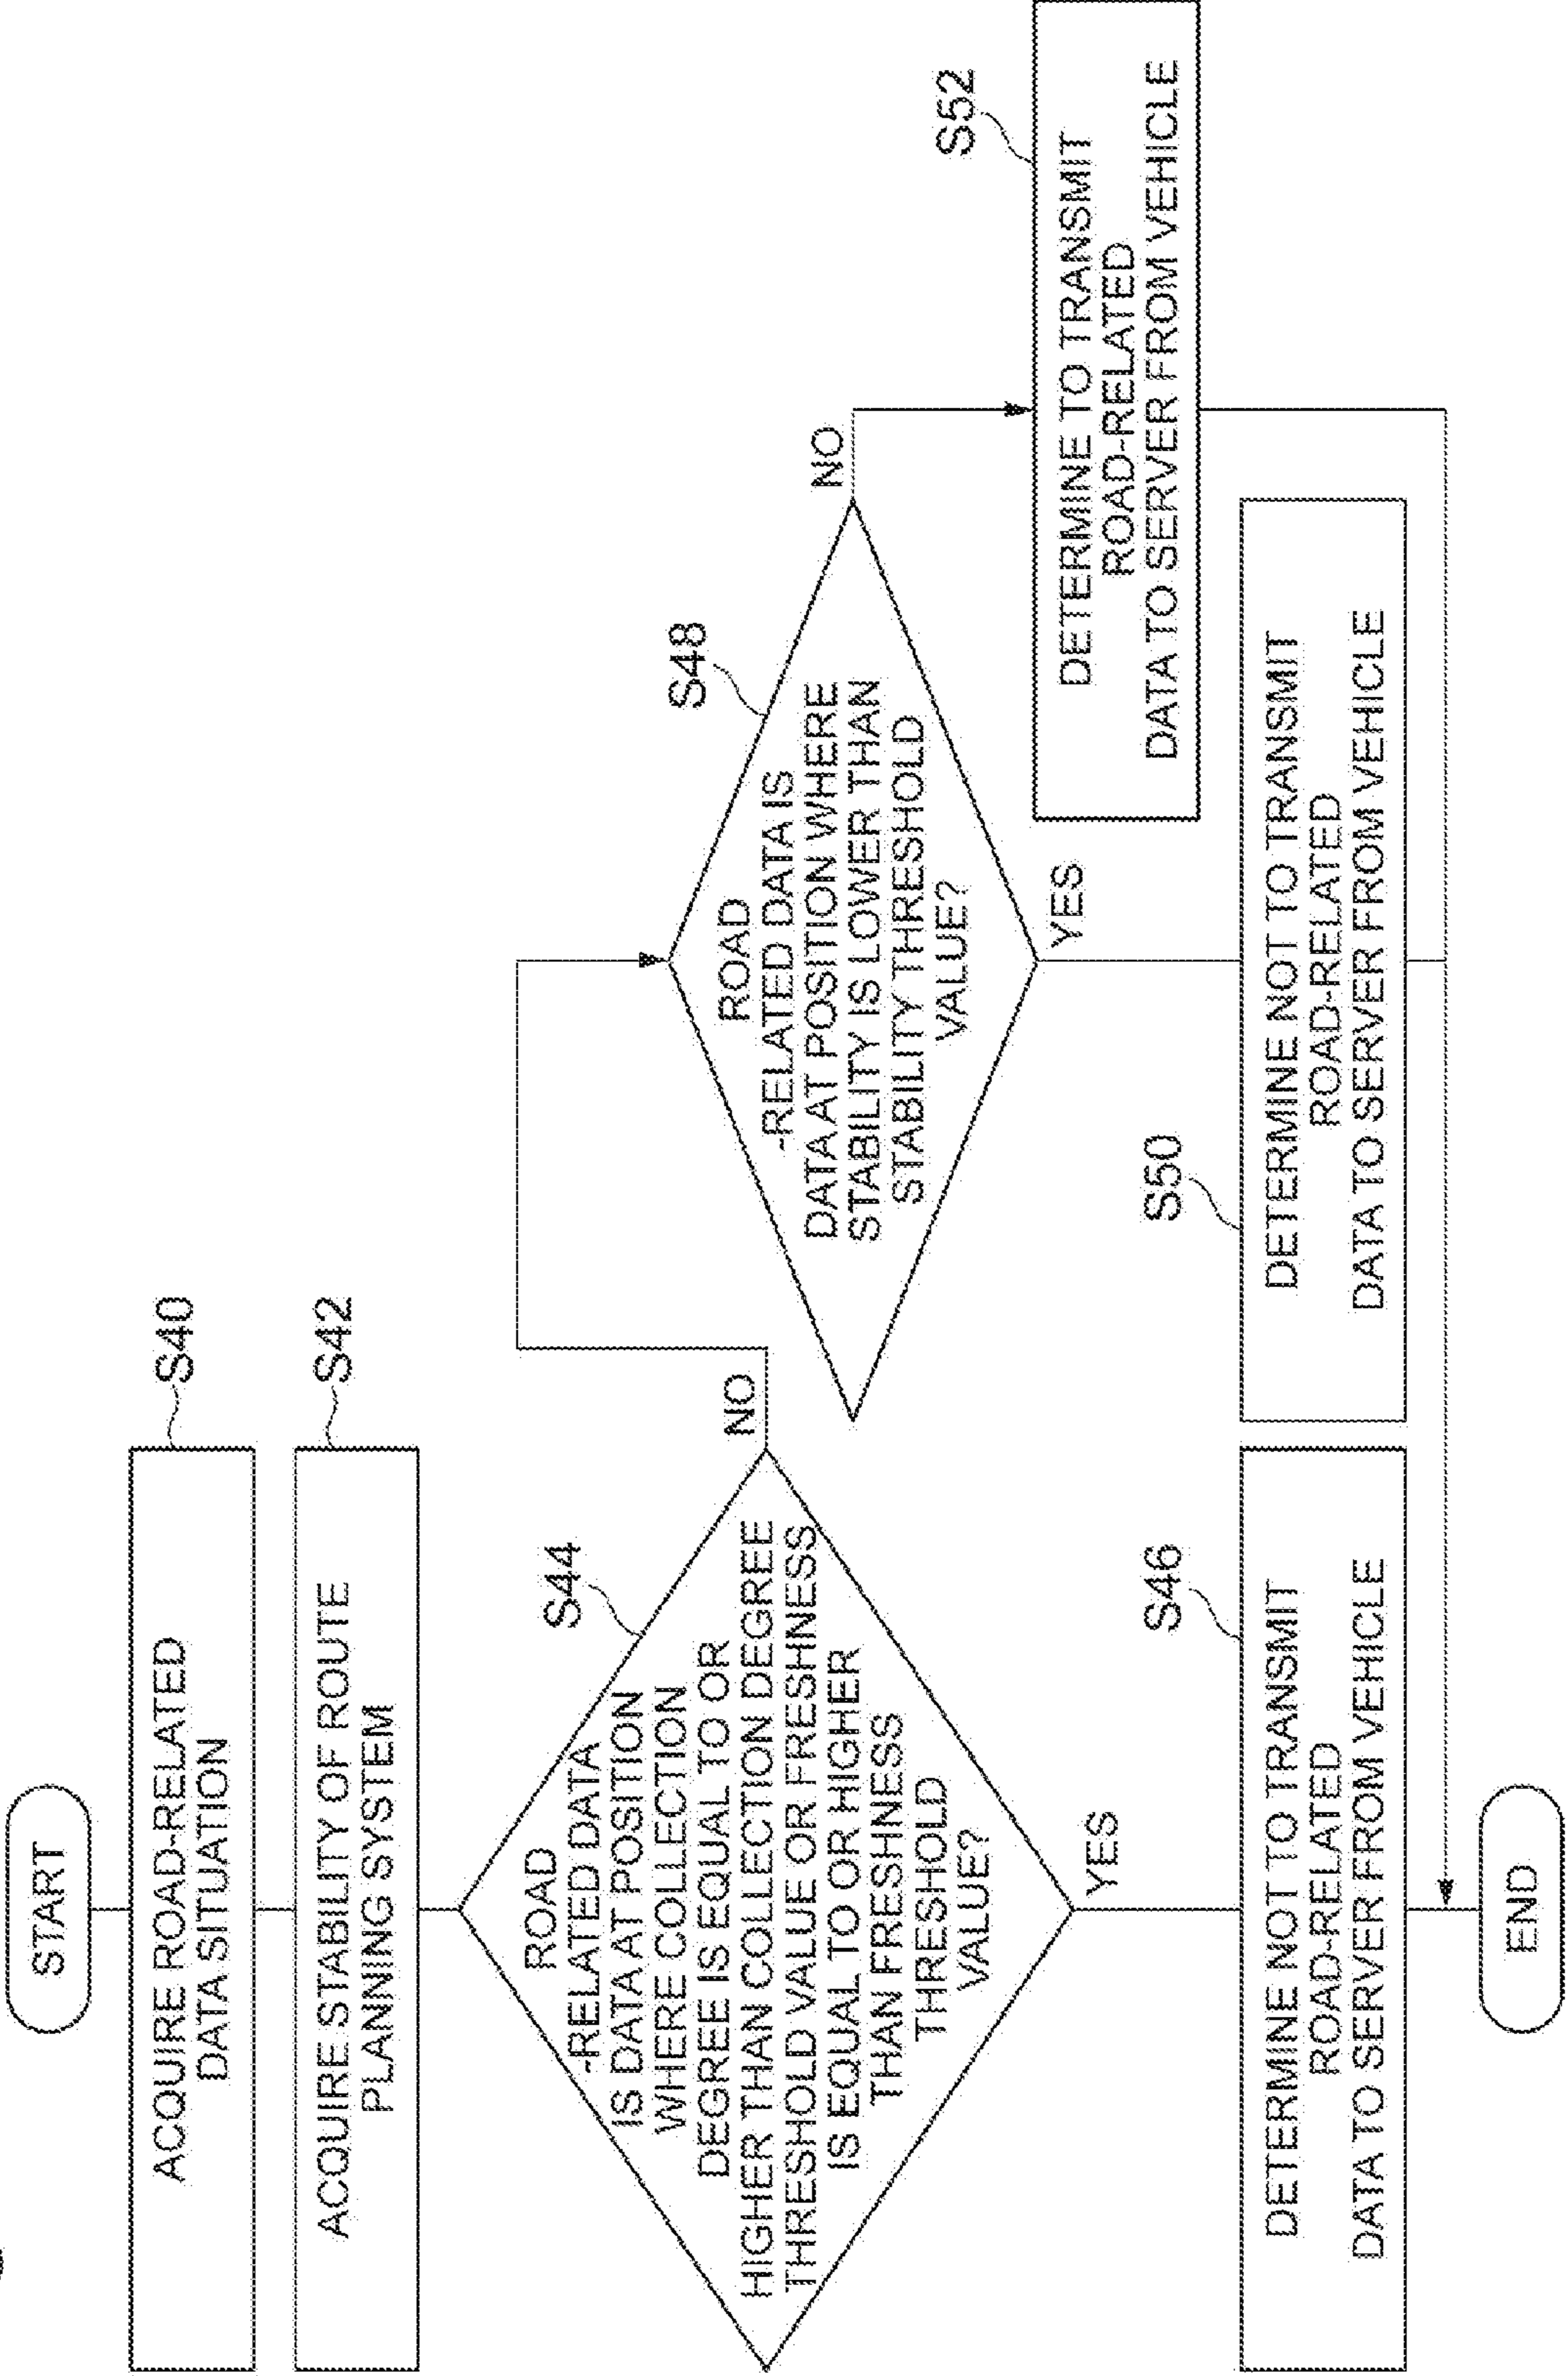 START
ACQUIRE ROAD-RELATED
DATA SITUATION
S40
ACQUIRE STABILITY OF ROUTE
PLANNING SYSTEM
S42
ROAD
-RELATED DATA
IS DATA AT POSITION
WHERE COLLECTION
DEGREE IS EQUAL TO OR
HIGHER THAN COLLECTION DEGREE
THRESHOLD VALUE OR FRESHNESS
IS EQUAL TO OR HIGHER
THAN FRESHNESS
THRESHOLD
VALUE?
S44
NO
YES
S46
DETERMINE NOT TO TRANSMIT
ROAD-RELATED
DATA TO SERVER FROM VEHICLE
ROAD
-RELATED DATA IS
DATA AT POSITION WHERE
STABILITY IS LOWER THAN
STABILITY THRESHOLD
VALUE?
S48
NO
YES
S50
DETERMINE NOT TO TRANSMIT
ROAD-RELATED
DATA TO SERVER FROM VEHICLE
S52
DETERMINE TO TRANSMIT
ROAD-RELATED
DATA TO SERVER FROM VEHICLE
END